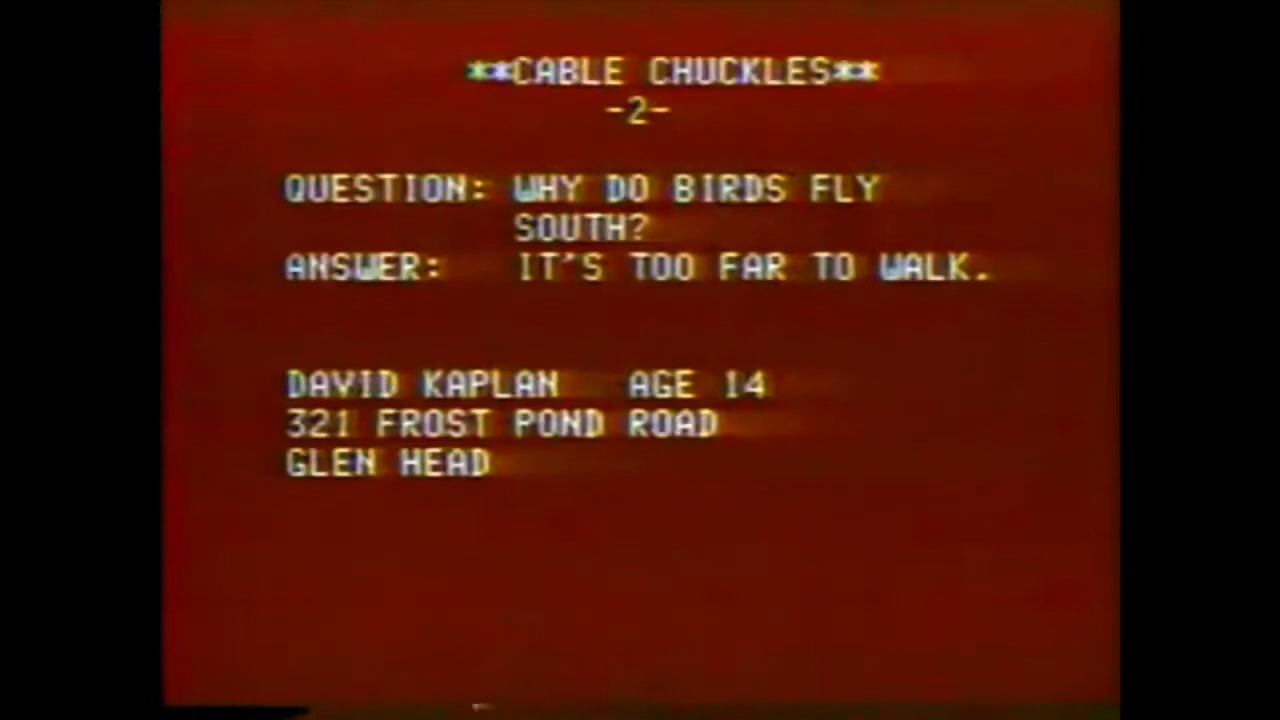 **CABLE CHUCKLES**
-2-
QUESTION: WHY DO BIRDS FLY
SOUTH?
ANSWER: IT'S TOO FAR TO WALK.
DAVID KAPLAN AGE 14
321 FROST POND ROAD
GLEN HEAD